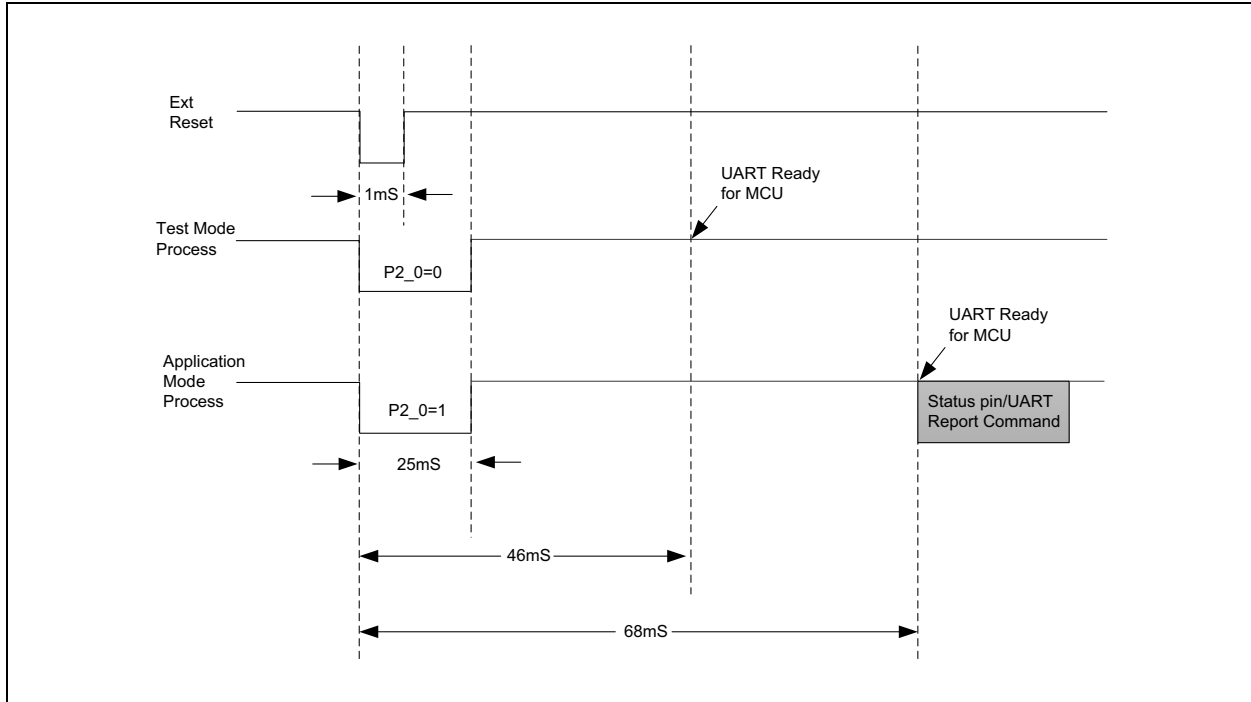 Ext
Reset
1mS
UART Ready
for MCU
Test Mode
Process
P2_0=0
UART Ready
for MCU
Application
Mode
Process
P2_0=1
Status pin/UART
Report Command
25mS
46mS
68mS